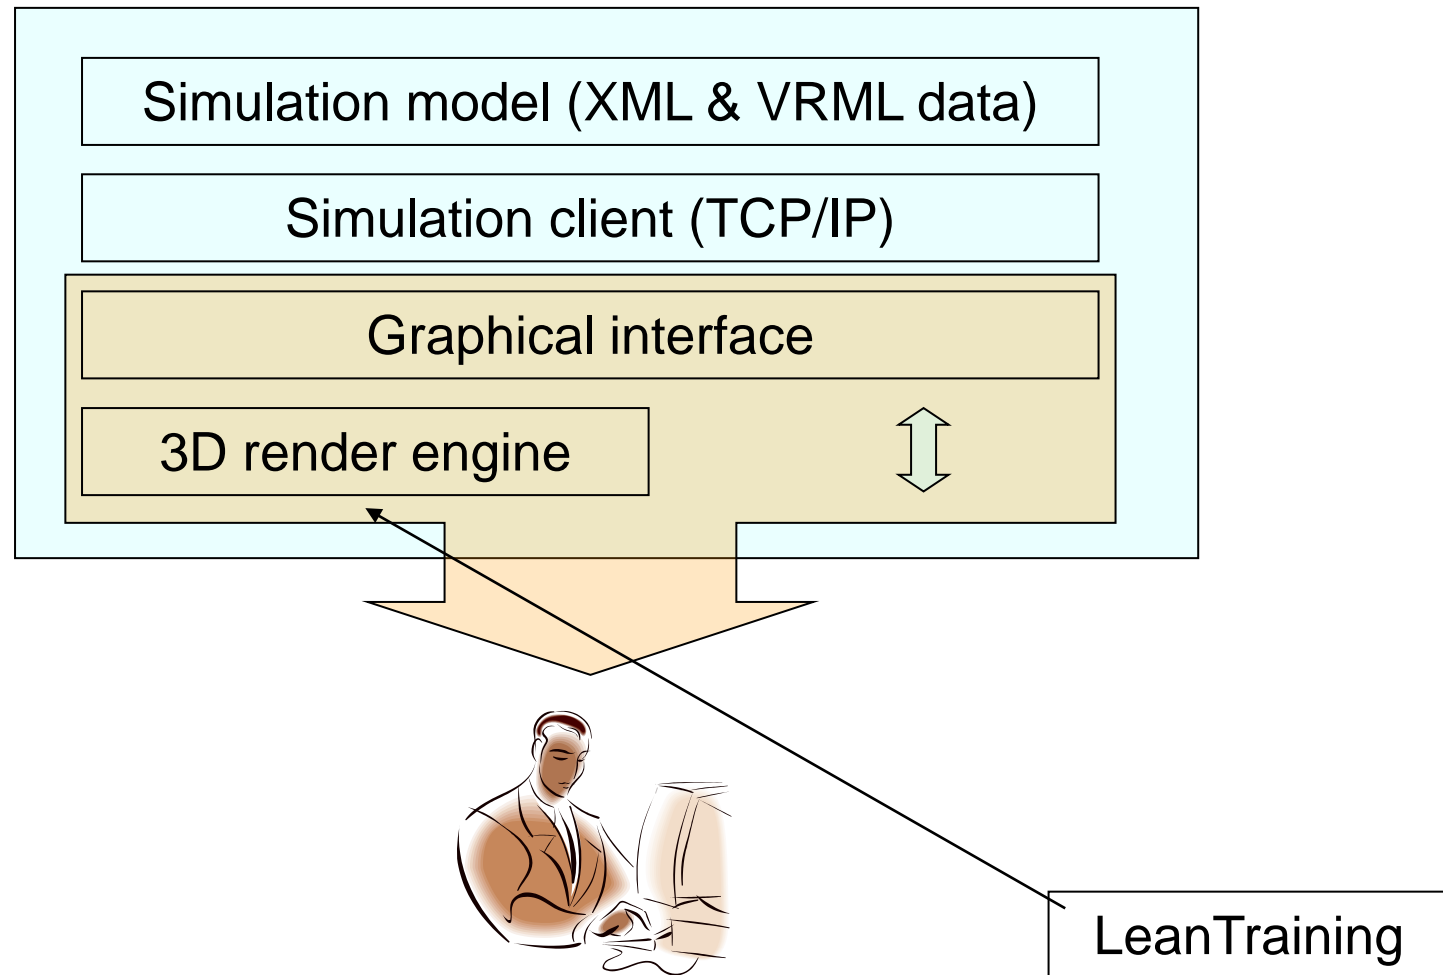 Simulation model (XML & VRML data)
Simulation client (TCP/IP)
Graphical interface
3D render engine
LeanTraining